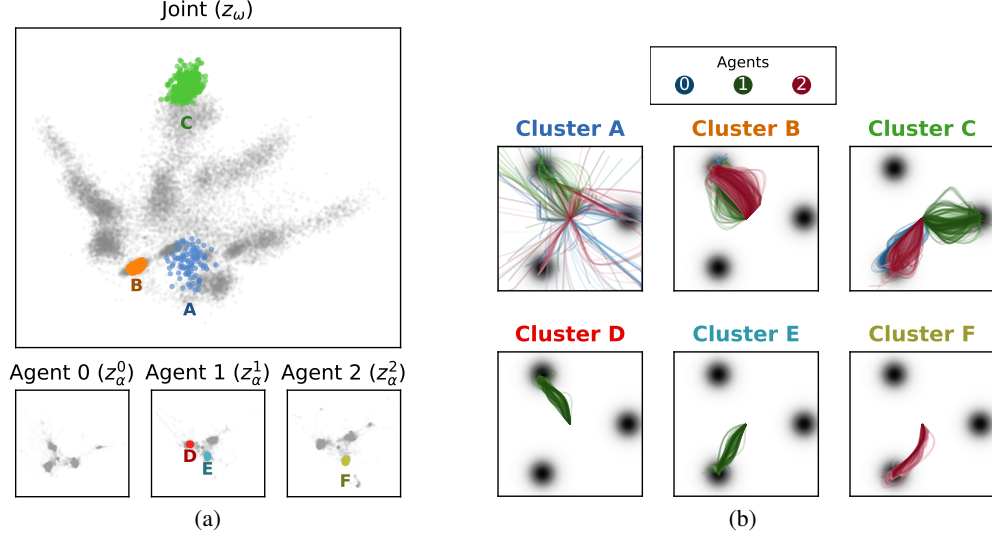 Joint (z_ω)
C
B
A
Agent 0 (z_α^0)
Agent 1 (z_α^1)
Agent 2 (z_α^2)
D
E
F
(a)
Agents
0 1 2
Cluster A
Cluster B
Cluster C
Cluster D
Cluster E
Cluster F
(b)